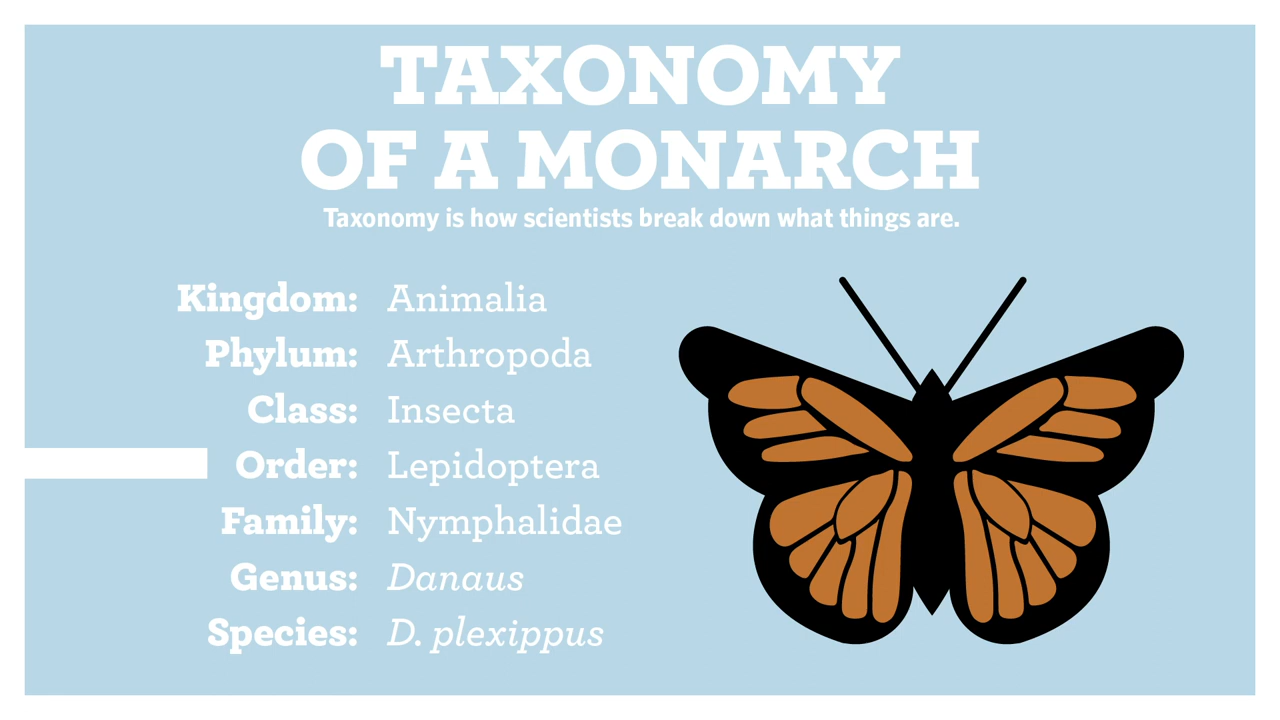 TAXONOMY
OF A MONARCH
Taxonomy is how scientists break down what things are.
Kingdom: Animalia
Phylum: Arthropoda
Class: Insecta
Order: Lepidoptera
Family: Nymphalidae
Genus: Danaus
Species: D. plexippus